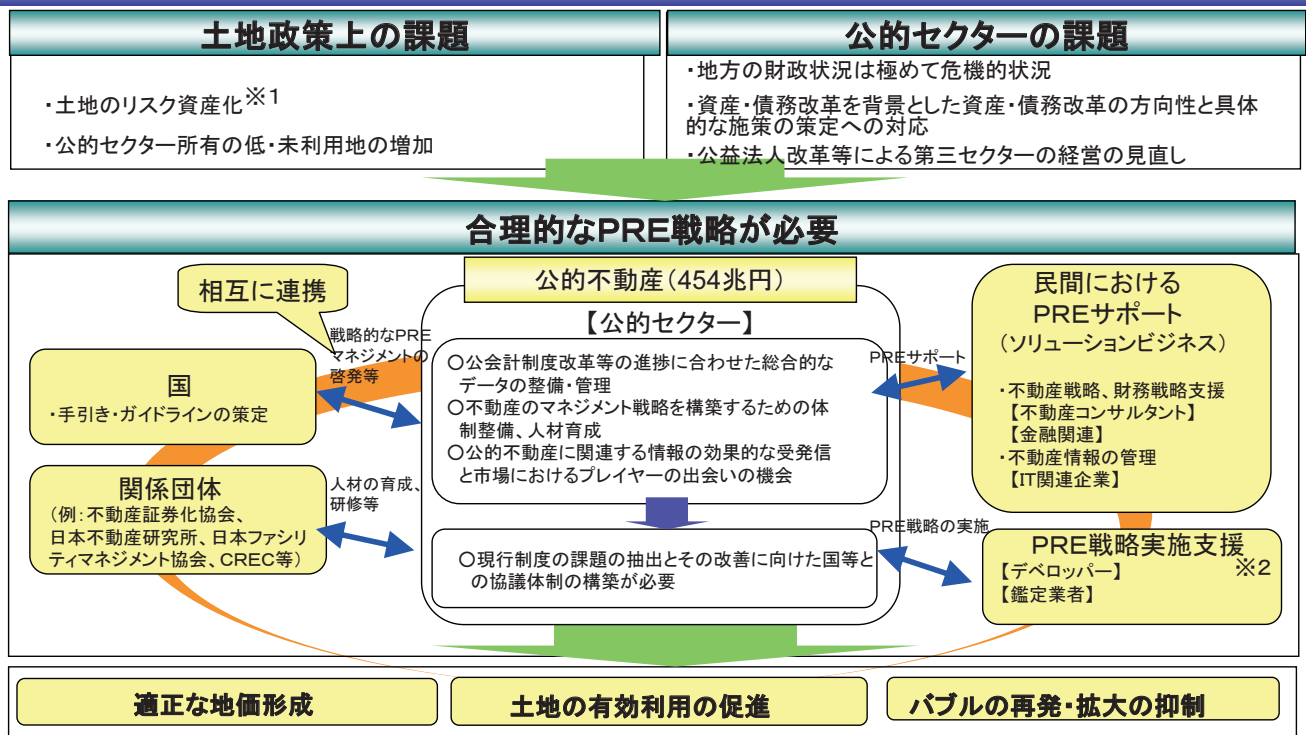 土地政策上の課題
・土地のリスク資産化※1
・公的セクター所有の低・未利用地の増加
公的セクターの課題
・地方の財政状況は極めて危機的状況
・資産・債務改革を背景とした資産・債務改革の方向性と具体
的な施策の策定への対応
・公益法人改革等による第三セクターの経営の見直し
合理的なPRE戦略が必要
相互に連携
国
・手引き・ガイドラインの策定
関係団体
（例：不動産証券化協会、
日本不動産研究所、日本ファシリ
ティマネジメント協会、CREC等）
戦略的なPRE
マネジメントの
啓発等
人材の育成、
研修等
公的不動産（454兆円）
【公的セクター】
○公会計制度改革等の進捗に合わせた総合的な
データの整備・管理
○不動産のマネジメント戦略を構築するための体
制整備、人材育成
○公的不動産に関連する情報の効果的な受発信
と市場におけるプレイヤーの出会いの機会
○現行制度の課題の抽出とその改善に向けた国等と
の協議体制の構築が必要
PREサポート
PRE戦略の実施
民間における
PREサポート
（ソリューションビジネス）
・不動産戦略、財務戦略支援
【不動産コンサルタント】
【金融関連】
・不動産情報の管理
【IT関連企業】
PRE戦略実施支援
【デベロッパー】 ※2
【鑑定業者】
適正な地価形成
土地の有効利用の促進
バブルの再発・拡大の抑制